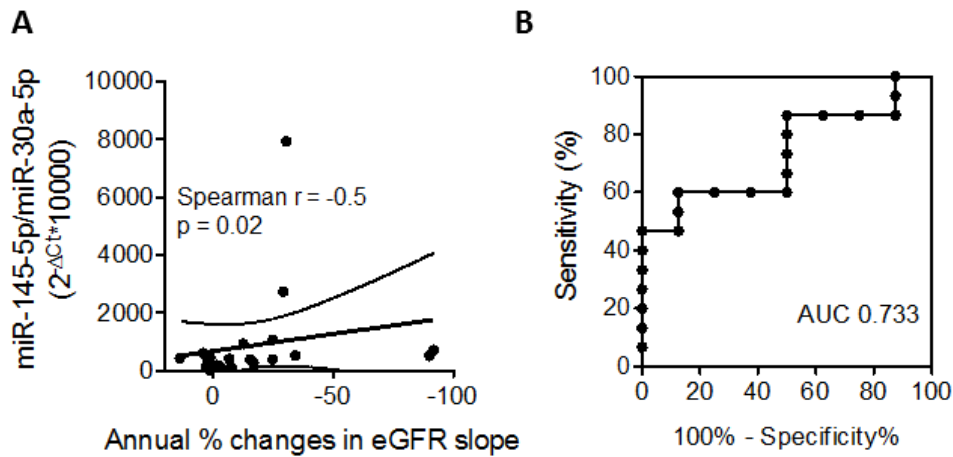 A
miR-145-5p/miR-30a-5p
(2^-ΔCt*10000)
10000
8000
6000
4000
2000
0
Spearman r = -0.5
p = 0.02
0 -50 -100
Annual % changes in eGFR slope
B
Sensitivity (%)
100
80
60
40
20
0
AUC 0.733
0 20 40 60 80 100
100% - Specificity%